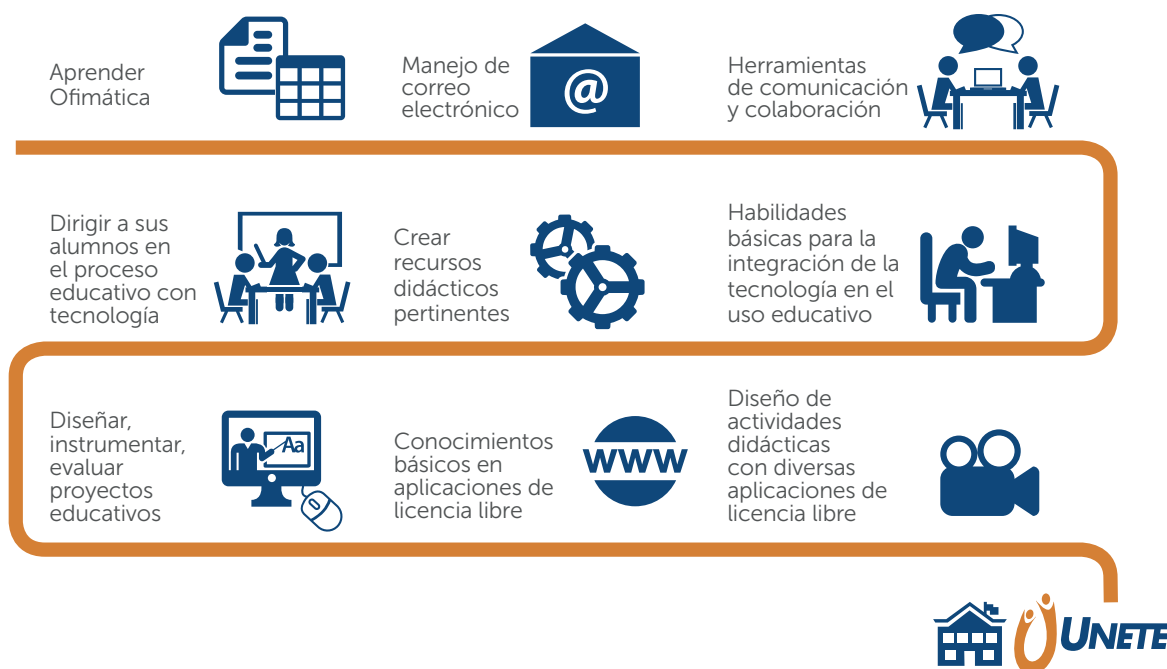 Aprender
Ofimática
Manejo de
correo
electrónico
@
Herramientas
de comunicación
y colaboración
Dirigir a sus
alumnos en
el proceso
educativo con
tecnología
Crear
recursos
didácticos
pertinentes
Habilidades
básicas para la
integración de la
tecnología en el
uso educativo
Diseñar,
instrumentar,
evaluar
proyectos
educativos
Aa
Conocimientos
básicos en
aplicaciones de
licencia libre
www
Diseño de
actividades
didácticas
con diversas
aplicaciones de
licencia libre
UNETE